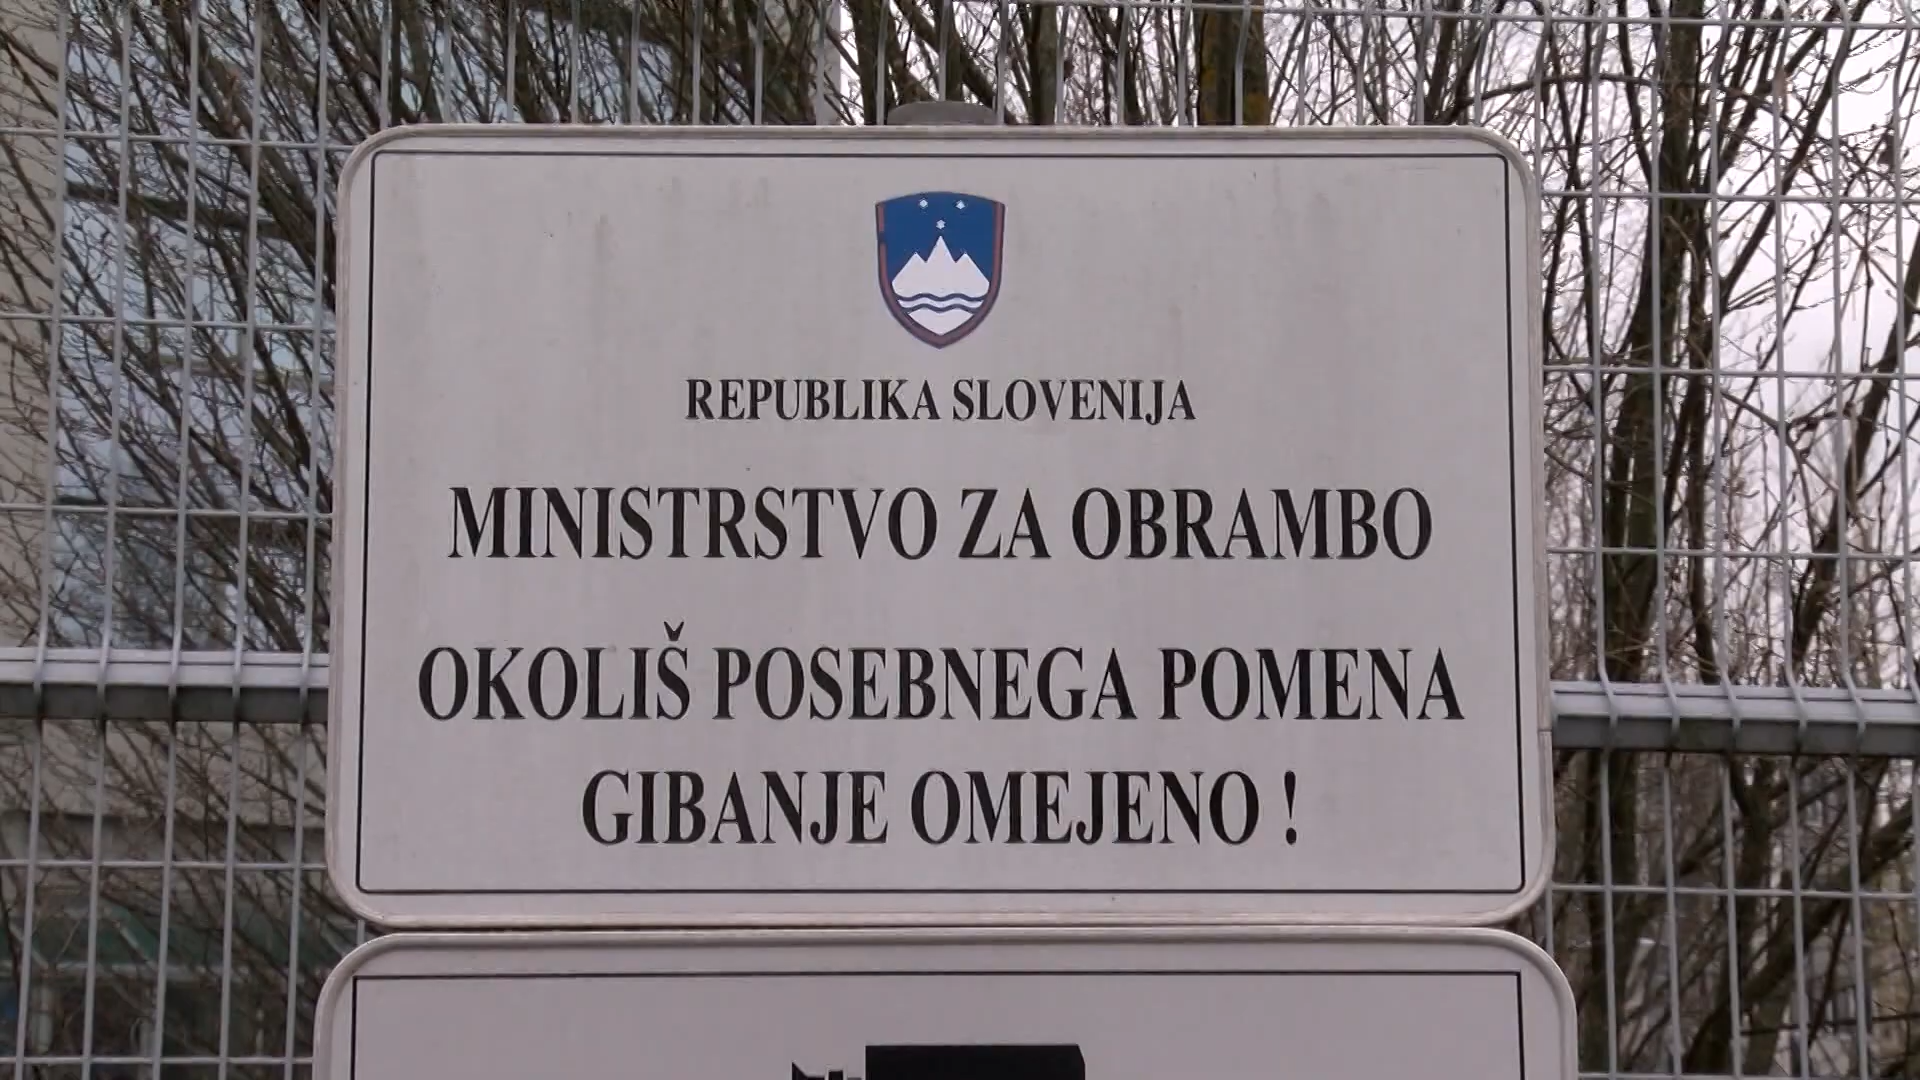 REPUBLIKA SLOVENIJA
MINISTRSTVO ZA OBRAMBO
OKOLIŠ POSEBNEGA POMENA
GIBANJE OMEJENO !